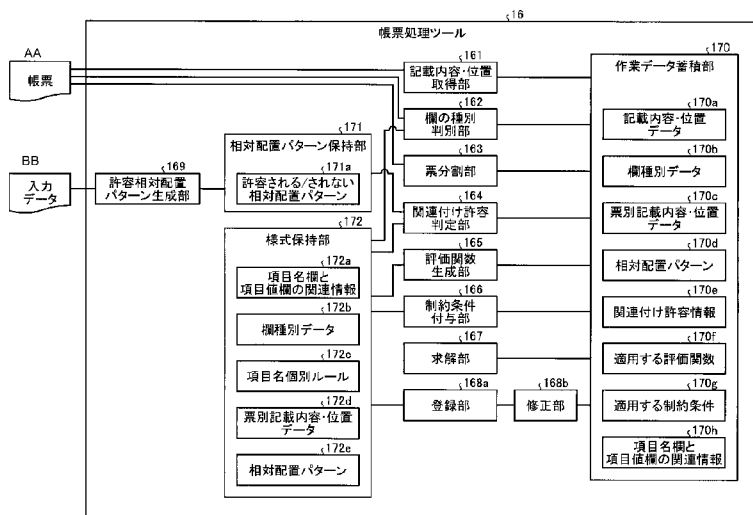 16
帳票処理ツール
AA
帳票
BB
入力
データ
169
許容相対配置
パターン生成部
171
相対配置パターン保持部
171a
許容される/されない
相対配置パターン
172
様式保持部
172a
項目名欄と
項目値欄の関連情報
172b
欄種別データ
172c
項目名個別ルール
172d
票別記載内容・位置
データ
172e
相対配置パターン
161
記載内容・位置
取得部
162
欄の種別
判別部
163
票分割部
164
関連付け許容
判定部
165
評価関数
生成部
166
制約条件
付与部
167
求解部
168a
登録部
168b
修正部
170
作業データ蓄積部
170a
記載内容・位置
データ
170b
欄種別データ
170c
票別記載内容・位置
データ
170d
相対配置パターン
170e
関連付け許容情報
170f
適用する評価関数
170g
適用する制約条件
170h
項目名欄と
項目値欄の関連情報